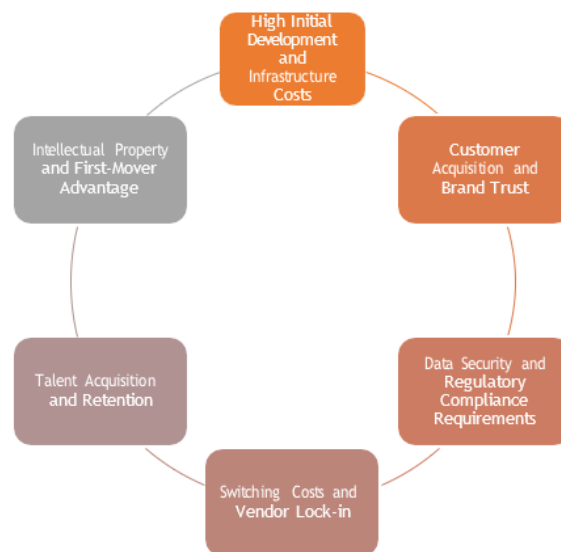 High Initial
Development
and
Infrastructure
Costs
Customer
Acquisition and
Brand Trust
Data Security and
Regulatory
Compliance
Requirements
Switching Costs and
Vendor Lock-in
Talent Acquisition
and Retention
Intellectual Property
and First-Mover
Advantage